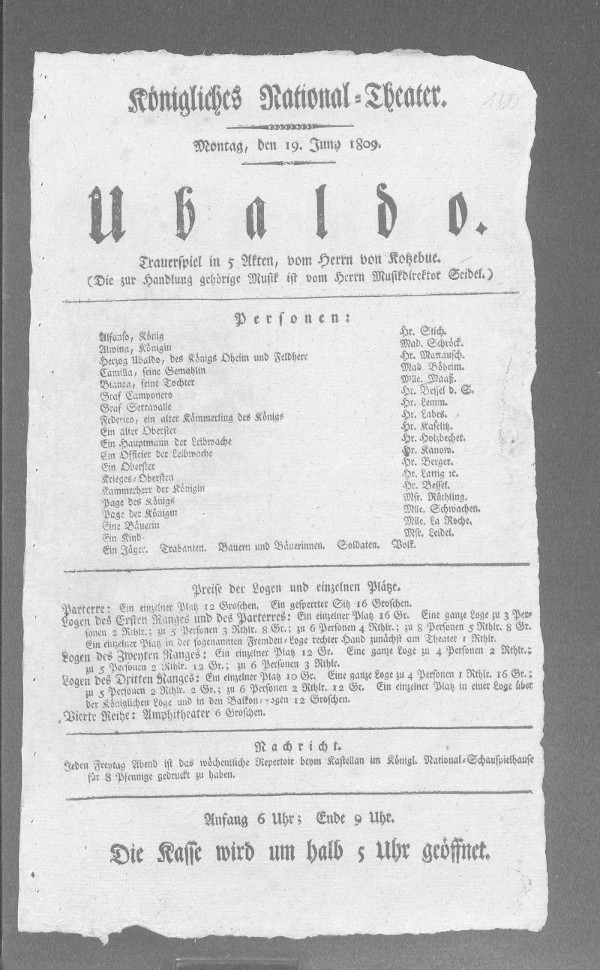 Königliches National-Theater.
160
Montag, den 19. Juny 1809.
Ubaldo.
Trauerspiel in 5 Akten, vom Herrn von Kotzebue.
(Die zur Handlung gehörige Musik ist vom Herrn Musikdirektor Seidel.)
Personen:
Alfonso, König Hr. Stich.
Alwina, Königin Mad. Schröck.
Herzog Ubaldo, des Königs Oheim und Feldherr Hr. Mattausch.
Camilla, seine Gemahlin Mad. Böheim.
Bianca, seine Tochter Mlle. Maaß.
Graf Camponero Hr. Bessel d. S.
Graf Serravalle Hr. Lemm.
Federico, ein alter Kämmerling des Königs Hr. Labes.
Ein alter Oberster Hr. Kaselitz.
Ein Hauptmann der Leibwache Hr. Holzbecher.
Ein Officier der Leibwache Hr. Kanow.
Ein Oberster Hr. Berger.
Krieges-Obersten Hr. Lattig ꝛc.
Kammerherr der Königin Hr. Bessel.
Page des Königs Msr. Rüthling.
Page der Königin Mlle. Schwachen.
Eine Bäuerin Mlle. La Roche.
Ein Kind Msr. Leidel.
Ein Jäger. Trabanten. Bauern und Bäuerinnen. Soldaten. Volk.
Preise der Logen und einzelnen Plätze.
Parterre: Ein einzelner Platz 12 Groschen. Ein gesperrter Sitz 16 Groschen.
Logen des Ersten Ranges und des Parterres: Ein einzelner Platz 16 Gr. Eine ganze Loge zu 3 Per-
sonen 2 Rthlr.; zu 5 Personen 3 Rthlr. 8 Gr.; zu 6 Personen 4 Rthlr.; zu 8 Personen 5 Rthlr. 8 Gr.
Ein einzelner Platz in der sogenannten Fremden-Loge rechter Hand zunächst am Theater 1 Rthlr.
Logen des Zweyten Ranges: Ein einzelner Platz 12 Gr. Eine ganze Loge zu 4 Personen 2 Rthlr.;
zu 5 Personen 2 Rthlr. 12 Gr.; zu 6 Personen 3 Rthlr.
Logen des Dritten Ranges: Ein einzelner Platz 10 Gr. Eine ganze Loge zu 4 Personen 1 Rthlr. 16 Gr.;
zu 5 Personen 2 Rthlr. 2 Gr.; zu 6 Personen 2 Rthlr. 12 Gr. Ein einzelner Platz in einer Loge über
der Königlichen Loge und in den Balkon-Logen 12 Groschen.
Vierte Reihe: Amphitheater 6 Groschen.
Nachricht.
Jeden Freytag Abend ist das wöchentliche Repertoir beym Kastellan im Königl. National-Schauspielhause
für 8 Pfennige gedruckt zu haben.
Anfang 6 Uhr; Ende 9 Uhr.
Die Kasse wird um halb 5 Uhr geöffnet.